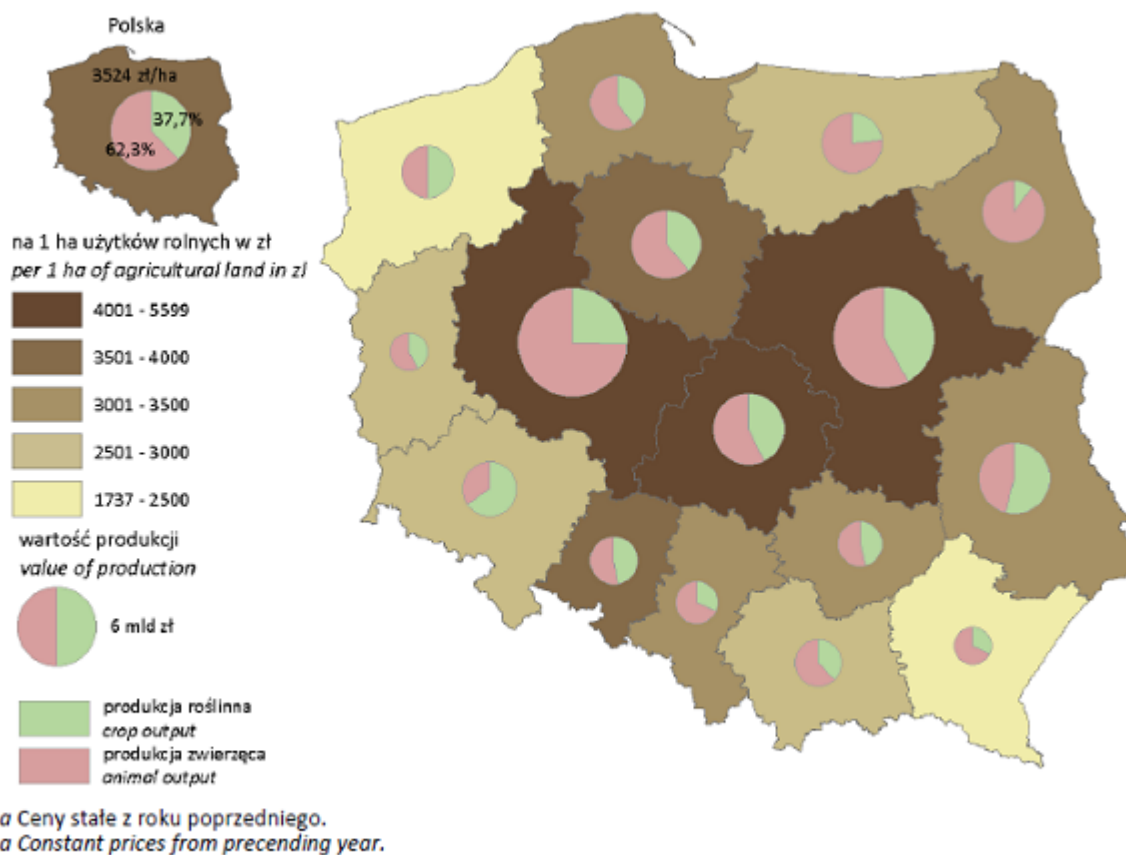 Polska
3524 zł/ha
37,7%
62,3%
na 1 ha użytków rolnych w zł
per 1 ha of agricultural land in zl
4001 - 5599
3501 - 4000
3001 - 3500
2501 - 3000
1737 - 2500
wartość produkcji
value of production
6 mld zł
produkcja roślinna
crop output
produkcja zwierzęca
animal output
a Ceny stałe z roku poprzedniego.
a Constant prices from precending year.